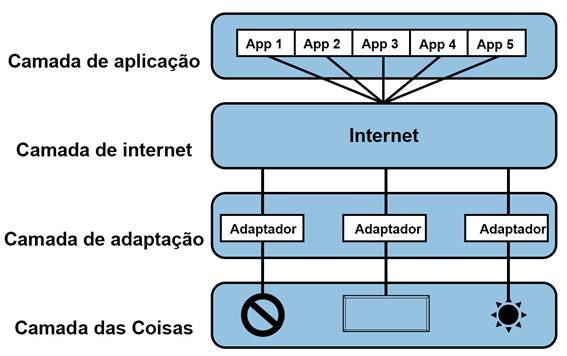 App 1 App 2 App 3 App 4 App 5
Camada de aplicação
Internet
Camada de internet
Adaptador Adaptador Adaptador
Camada de adaptação
Camada das Coisas